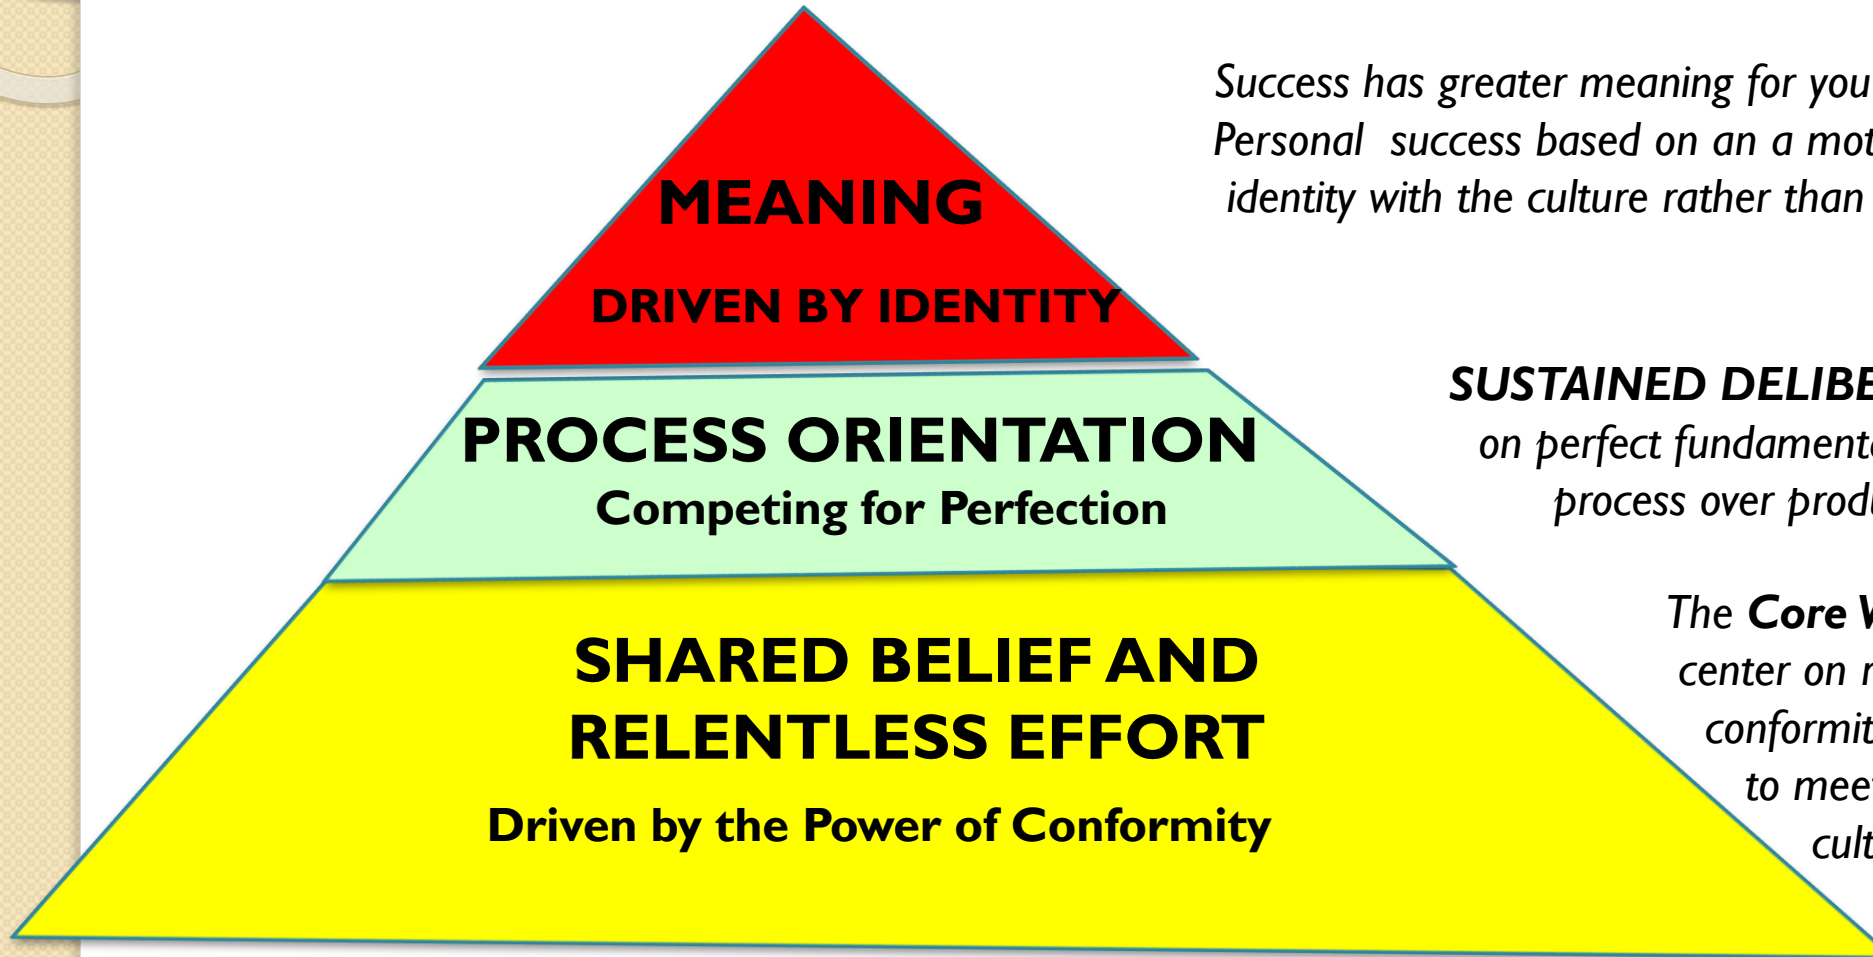 Success has greater meaning for you
Personal success based on an a
identity with the culture rather than
MEANING
DRIVEN BY IDENTITY
SUSTAINED
on perfect
process over
PROCESS ORIENTATION
Competing for Perfection
The Core
center on
to
SHARED BELIEF AND
RELENTLESS EFFORT
Driven by the Power of Conformity